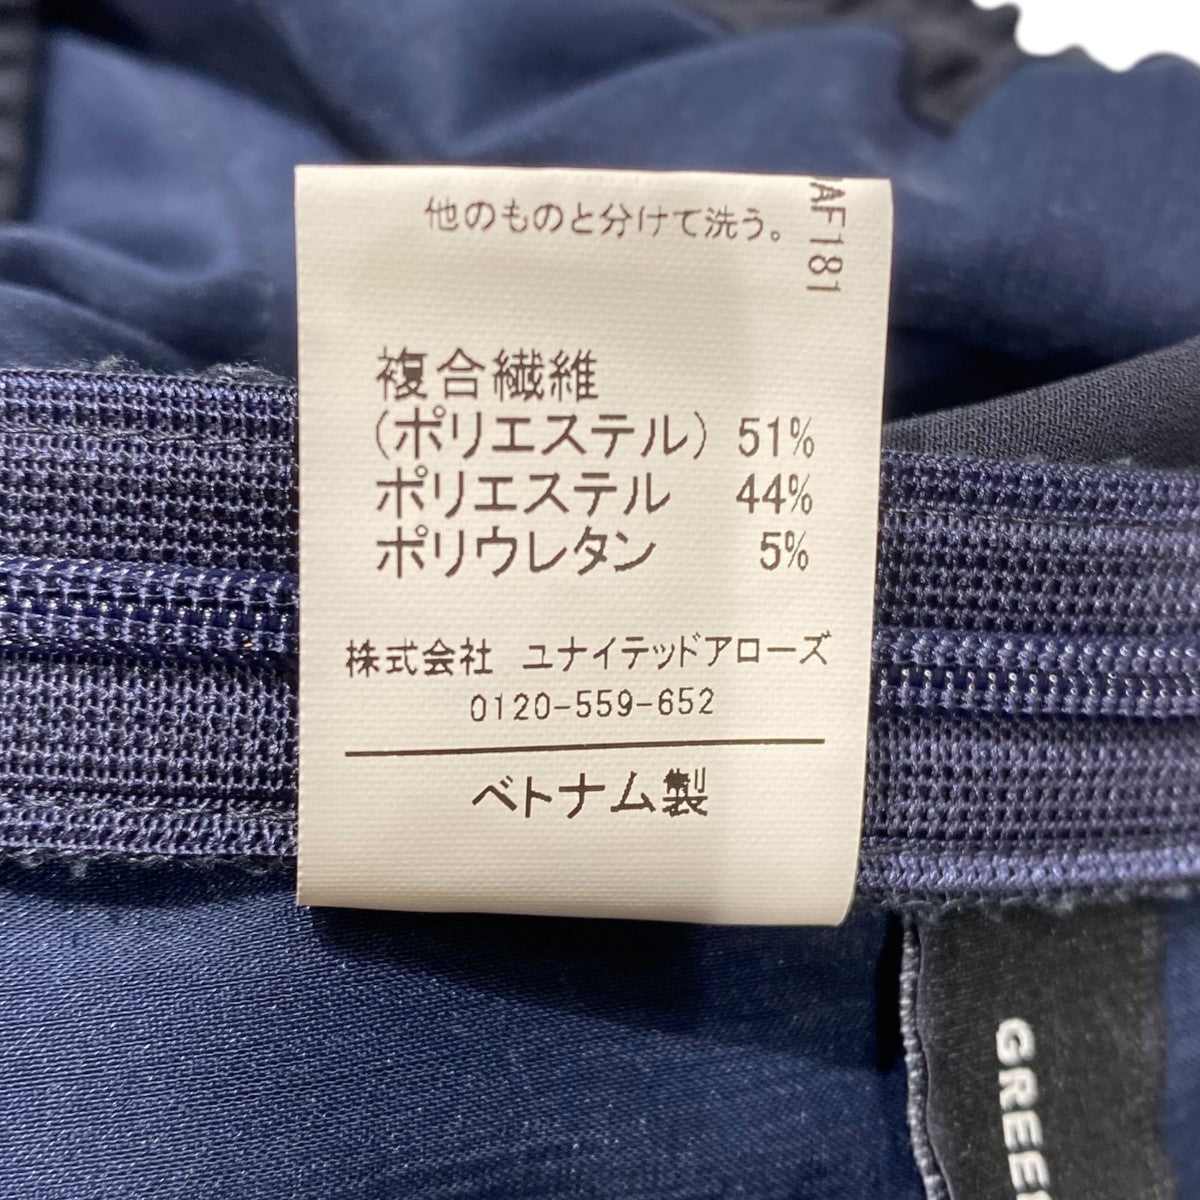 他のものと分けて洗う。
AF181
複合繊維
(ポリエステル) 51%
ポリエステル 44%
ポリウレタン 5%
株式会社 ユナイテッドアローズ
0120-559-652
ベトナム製
GREE